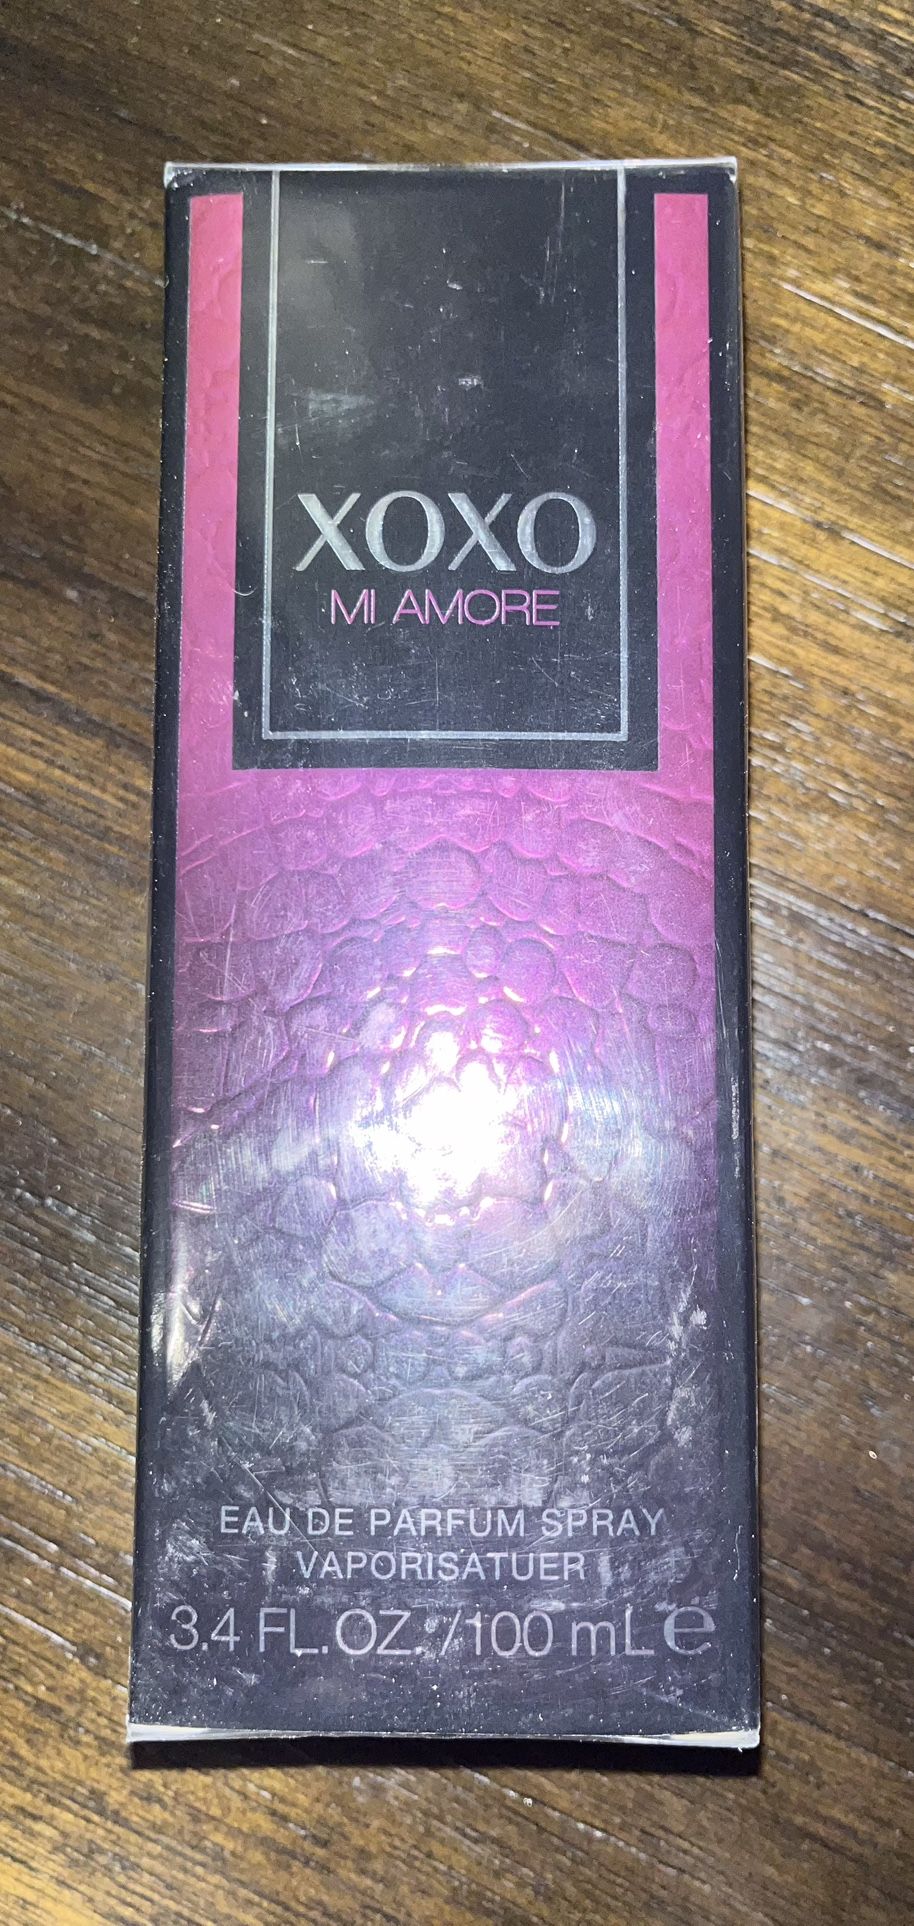 XOXO
MI AMORE
EAU DE PARFUM SPRAY
VAPORISATUER
3.4 FL.OZ. /100 mL e